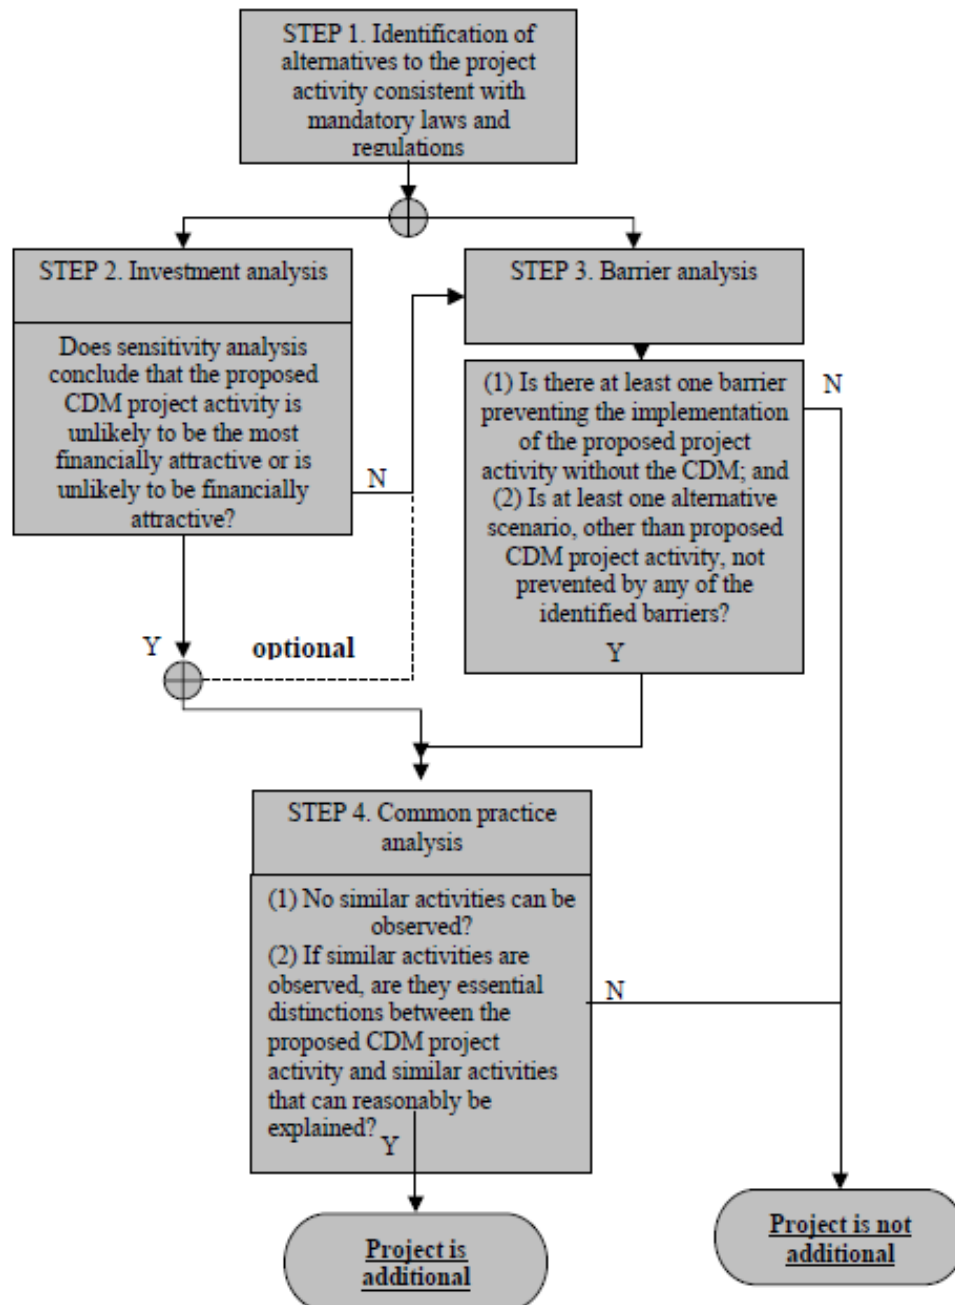 STEP 1. Identification of
alternatives to the project
activity consistent with
mandatory laws and
regulations
STEP 2. Investment analysis
Does sensitivity analysis
conclude that the proposed
CDM project activity is
unlikely to be the most
financially attractive or is
unlikely to be financially
attractive?
N
Y
optional
STEP 3. Barrier analysis
(1) Is there at least one barrier
preventing the implementation
of the proposed project
activity without the CDM; and
(2) Is at least one alternative
scenario, other than proposed
CDM project activity, not
prevented by any of the
identified barriers?
Y
N
STEP 4. Common practice
analysis
(1) No similar activities can be
observed?
(2) If similar activities are
observed, are they essential
distinctions between the
proposed CDM project
activity and similar activities
that can reasonably be
explained?
Y
N
Project is
additional
Project is not
additional